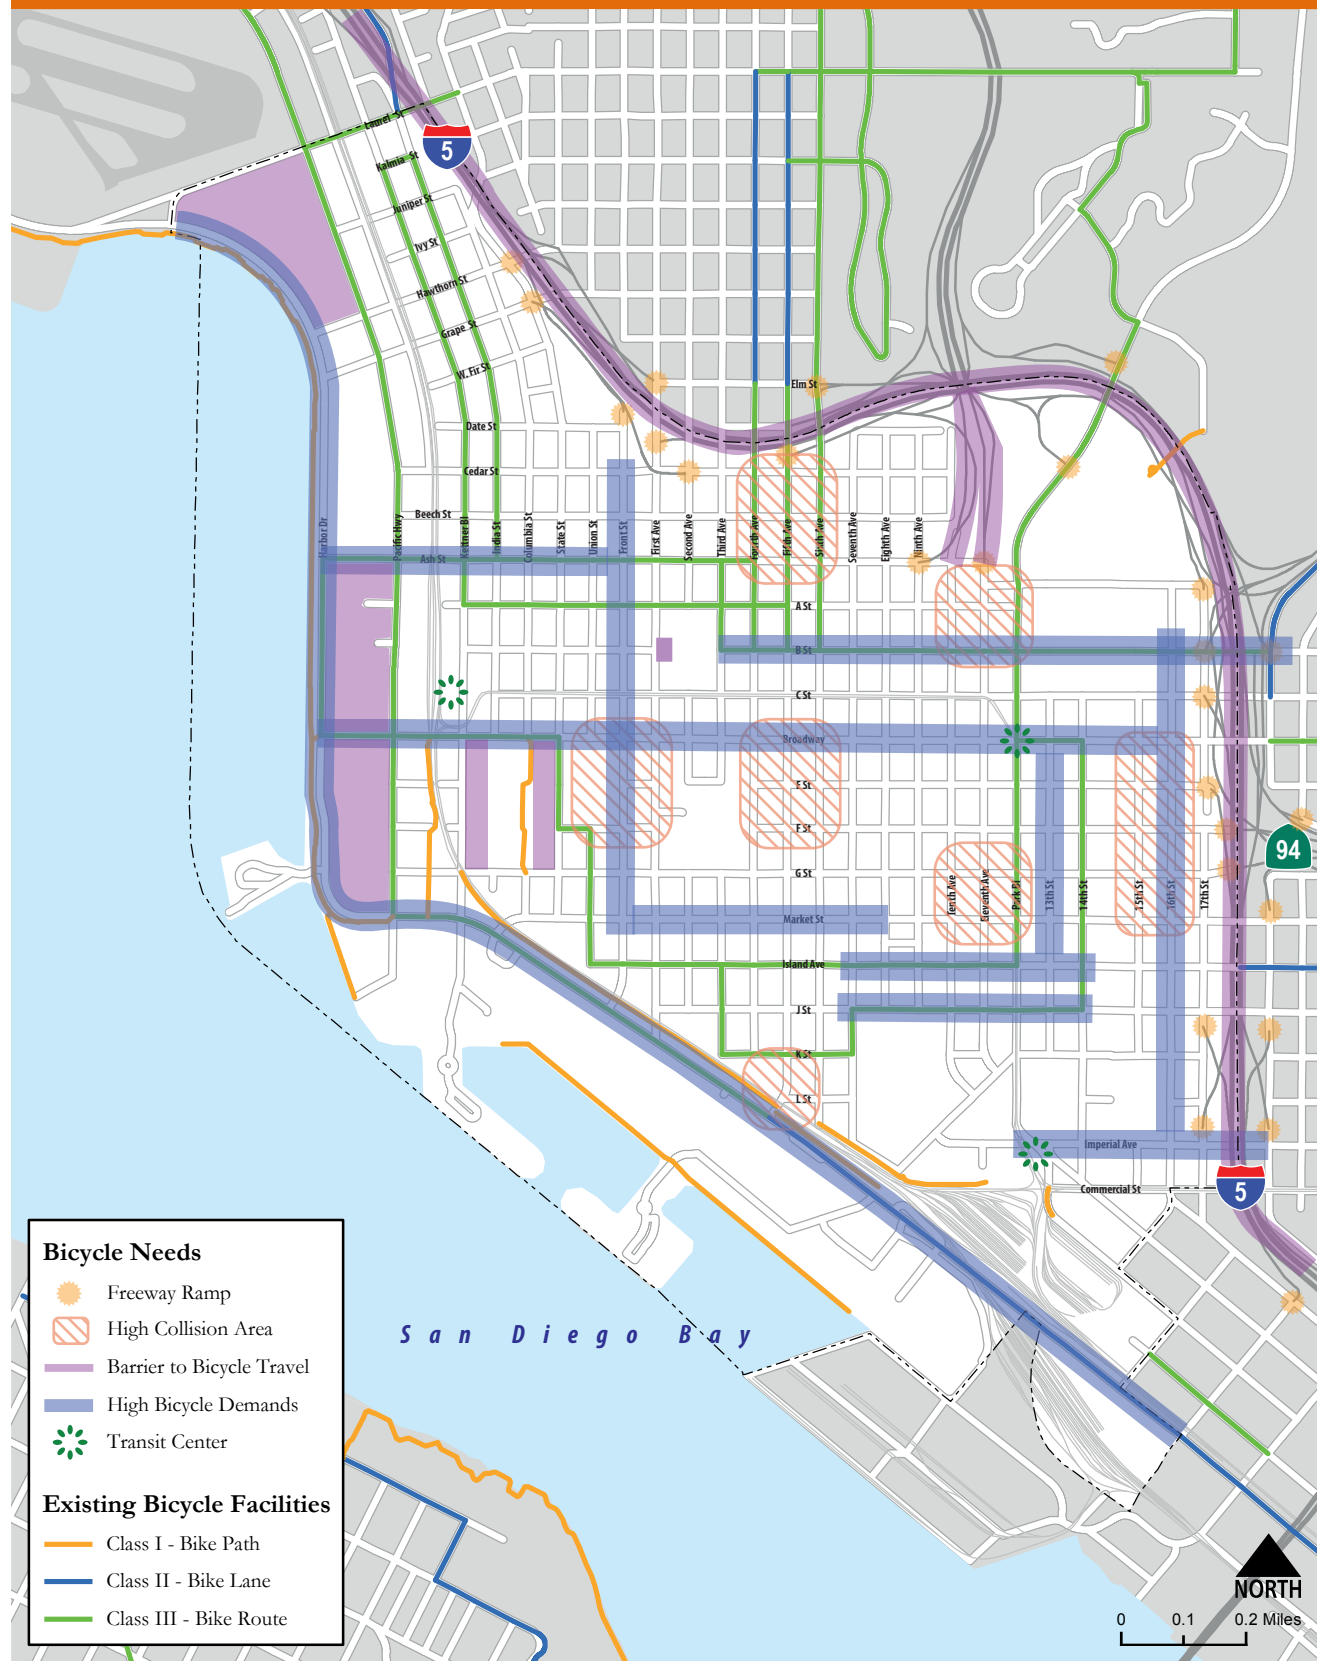 Laurel St
5
Kalmia St
Juniper St
Ivy St
Hawthorn St
Grape St
W. Fir St
Elm St
Date St
Cedar St
Beech St
Harbor Dr
Pacific Hwy
Kettner Bl
India St
Columbia St
State St
Union St
Front St
First Ave
Second Ave
Third Ave
Fourth Ave
Fifth Ave
Sixth Ave
Seventh Ave
Eighth Ave
Ninth Ave
Ash St
A St
B St
C St
Broadway
E St
F St
94
G St
Tenth Ave
Eleventh Ave
Park Bl
13th St
14th St
15th St
16th St
17th St
Market St
Island Ave
J St
K St
L St
Imperial Ave
Commercial St
5
San Diego Bay
Bicycle Needs
Freeway Ramp
High Collision Area
Barrier to Bicycle Travel
High Bicycle Demands
Transit Center
Existing Bicycle Facilities
Class I - Bike Path
Class II - Bike Lane
Class III - Bike Route
NORTH
0 0.1 0.2 Miles